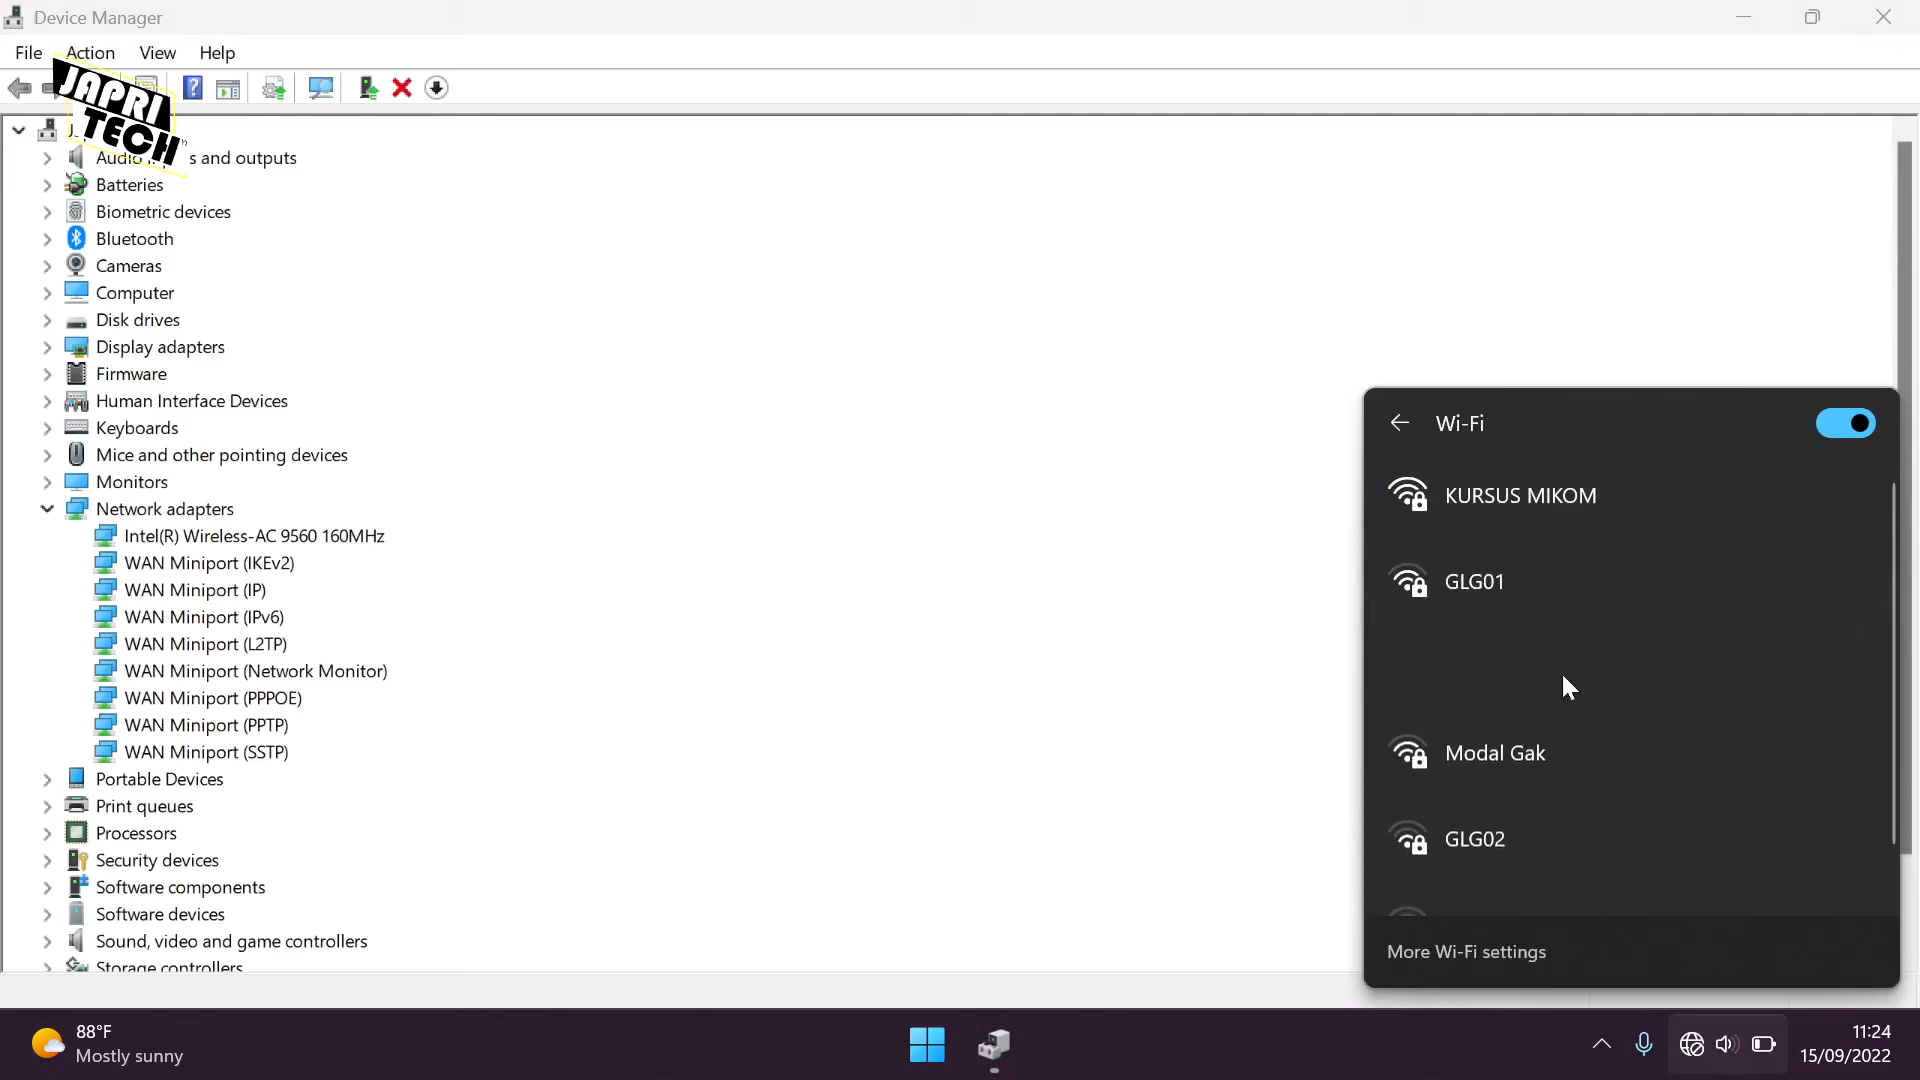 Device Manager
File Action View Help
JAPRI
TECH
and outputs
Batteries
Biometric devices
Bluetooth
Cameras
Computer
Disk drives
Display adapters
Firmware
Human Interface Devices
Keyboards
Mice and other pointing devices
Monitors
Network adapters
Intel(R) Wireless-AC 9560 160MHz
WAN Miniport (IKEv2)
WAN Miniport (IP)
WAN Miniport (IPv6)
WAN Miniport (L2TP)
WAN Miniport (Network Monitor)
WAN Miniport (PPPOE)
WAN Miniport (PPTP)
WAN Miniport (SSTP)
Portable Devices
Print queues
Processors
Security devices
Software components
Software devices
Sound, video and game controllers
Storage controllers
Wi-Fi
KURSUS MIKOM
GLG01
Modal Gak
GLG02
More Wi-Fi settings
88°F
Mostly sunny
11:24
15/09/2022